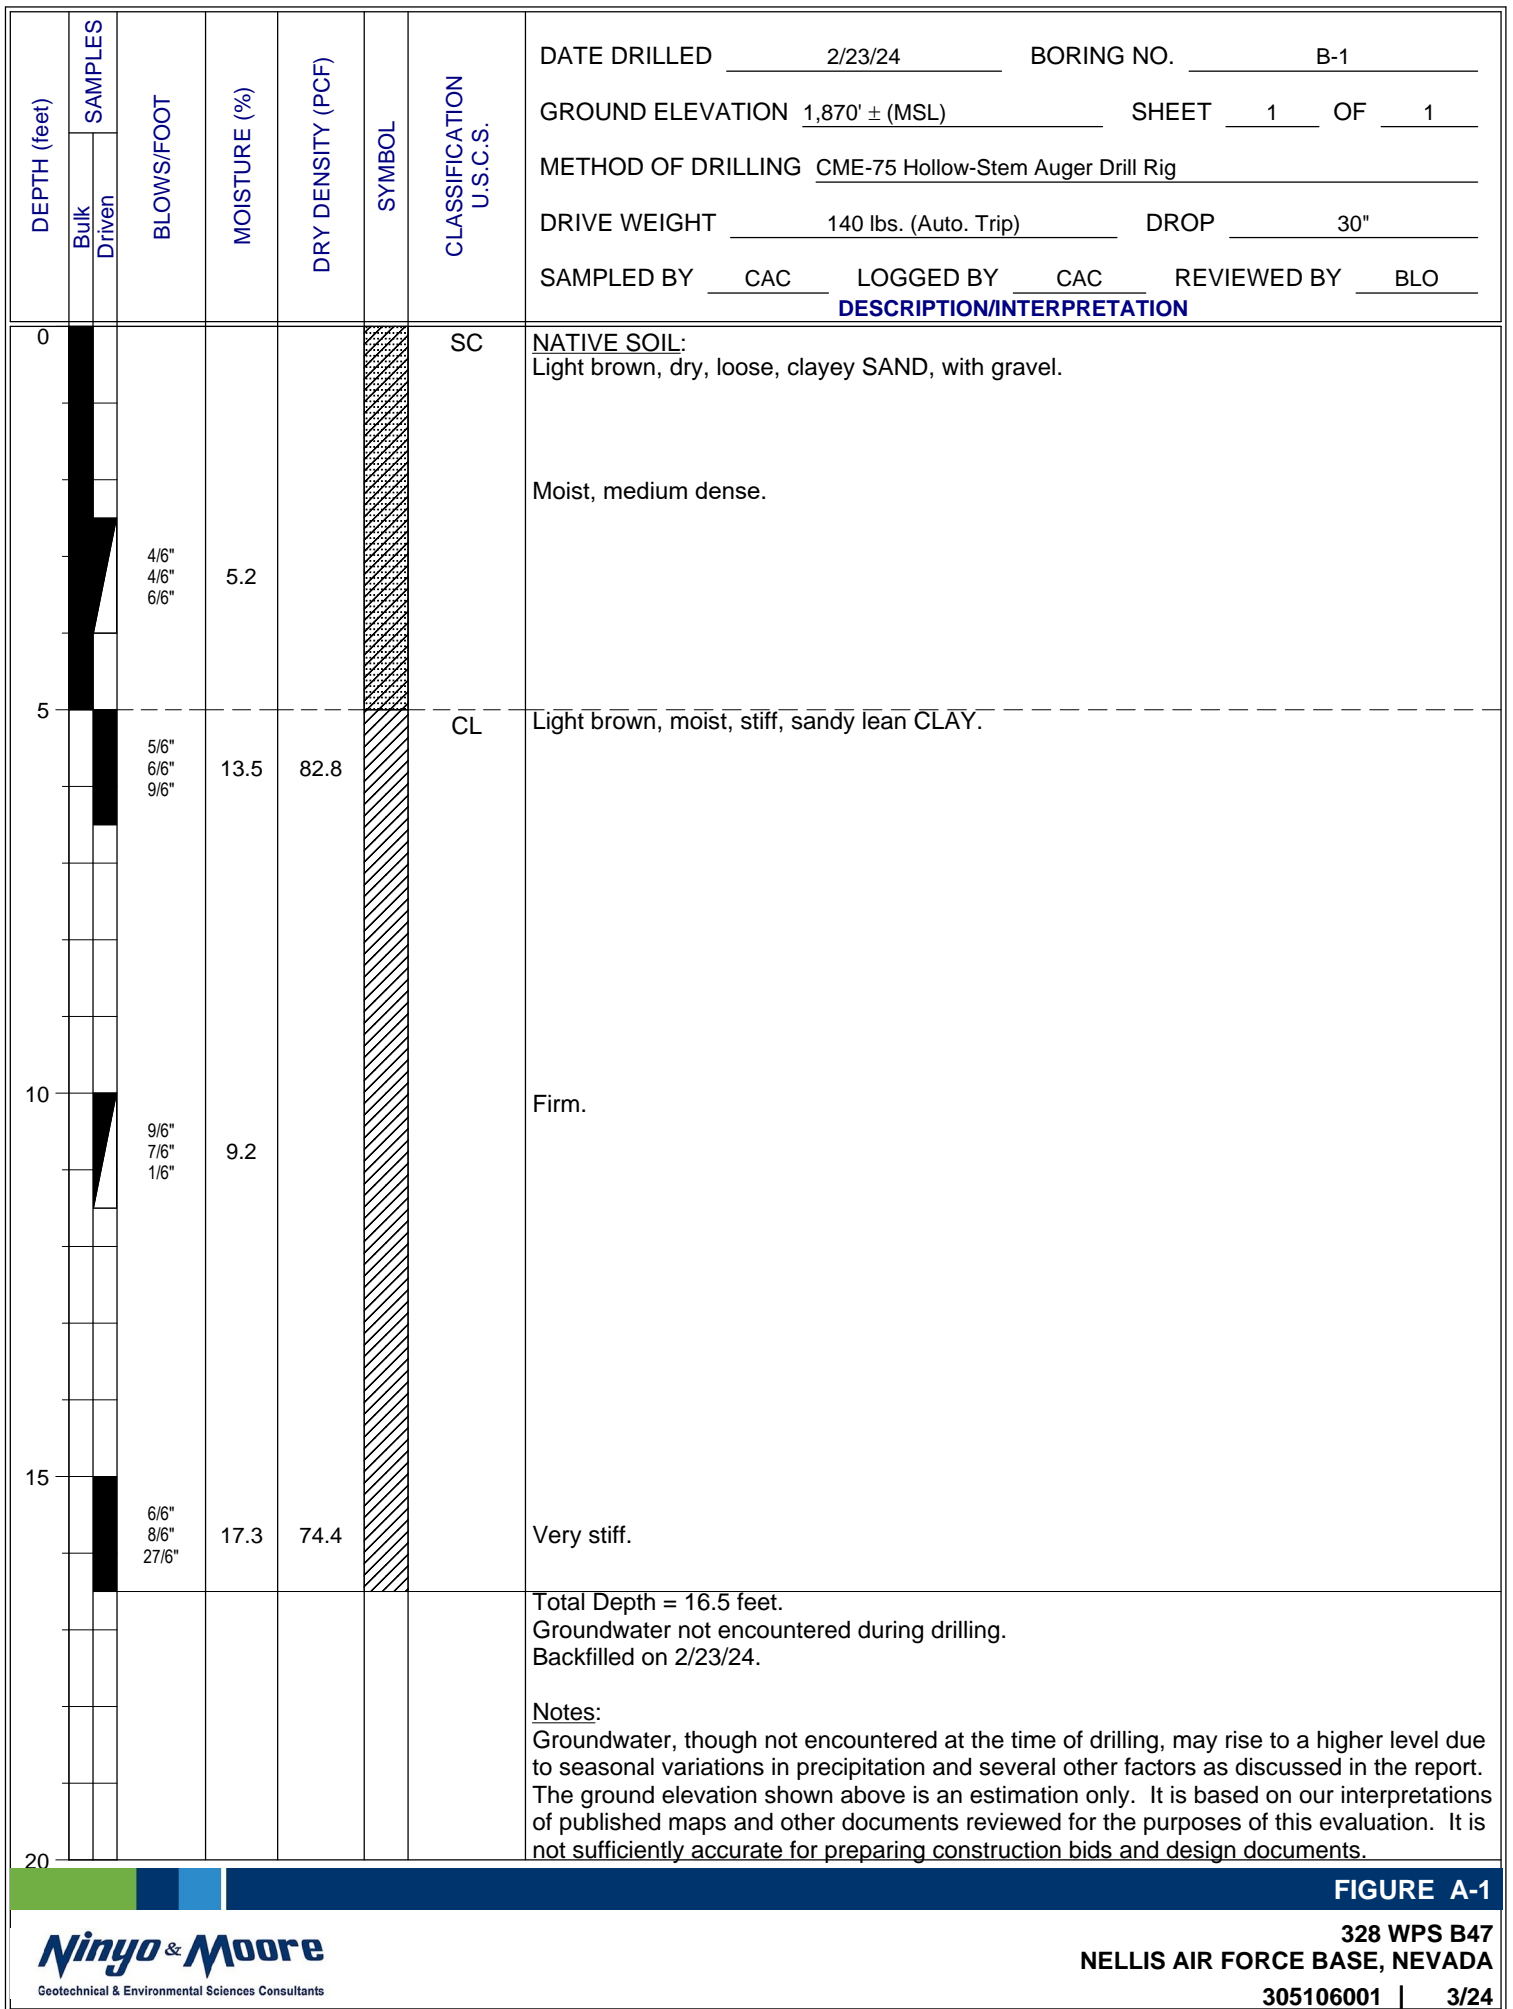 DEPTH (feet)
SAMPLES
Bulk
Driven
BLOWS/FOOT
MOISTURE (%)
DRY DENSITY (PCF)
SYMBOL
CLASSIFICATION
U.S.C.S.
DATE DRILLED 2/23/24 BORING NO. B-1
GROUND ELEVATION 1,870' ± (MSL) SHEET 1 OF 1
METHOD OF DRILLING CME-75 Hollow-Stem Auger Drill Rig
DRIVE WEIGHT 140 lbs. (Auto. Trip) DROP 30"
SAMPLED BY CAC LOGGED BY CAC REVIEWED BY BLO
DESCRIPTION/INTERPRETATION
0 SC NATIVE SOIL:
Light brown, dry, loose, clayey SAND, with gravel.
Moist, medium dense.
4/6"
4/6" 5.2
6/6"
5 CL Light brown, moist, stiff, sandy lean CLAY.
5/6"
6/6" 13.5 82.8
9/6"
10 Firm.
9/6"
7/6" 9.2
1/6"
15
6/6"
8/6" 17.3 74.4 Very stiff.
27/6"
Total Depth = 16.5 feet.
Groundwater not encountered during drilling.
Backfilled on 2/23/24.
Notes:
Groundwater, though not encountered at the time of drilling, may rise to a higher level due
to seasonal variations in precipitation and several other factors as discussed in the report.
The ground elevation shown above is an estimation only. It is based on our interpretations
of published maps and other documents reviewed for the purposes of this evaluation. It is
not sufficiently accurate for preparing construction bids and design documents.
20
FIGURE A-1
Ninyo & Moore
Geotechnical & Environmental Sciences Consultants
328 WPS B47
NELLIS AIR FORCE BASE, NEVADA
305106001 | 3/24